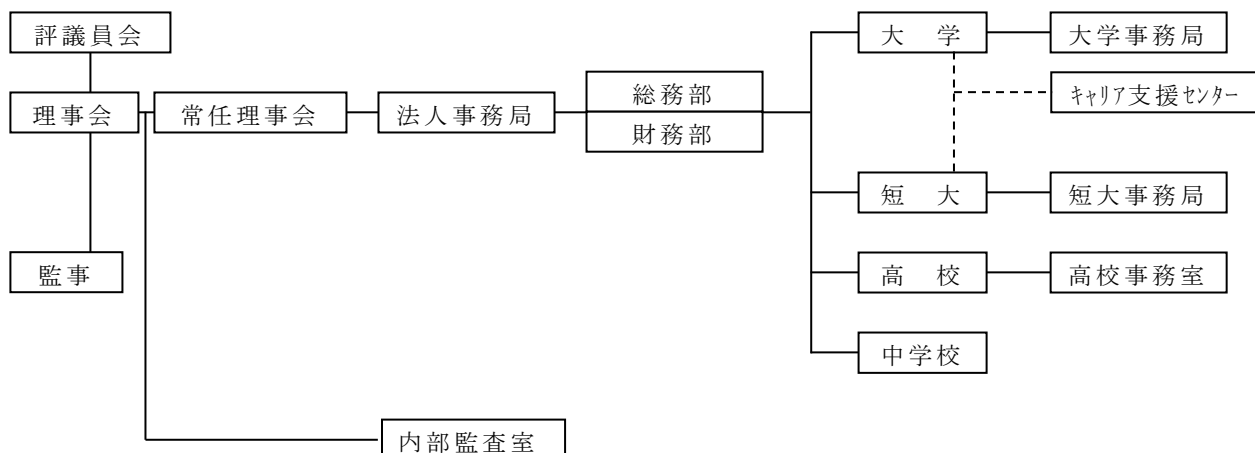 評議員会
理事会
常任理事会
法人事務局
総務部
財務部
監事
内部監査室
大　学
大学事務局
ｷｬﾘｱ支援ｾﾝﾀｰ
短　大
短大事務局
高　校
高校事務室
中学校